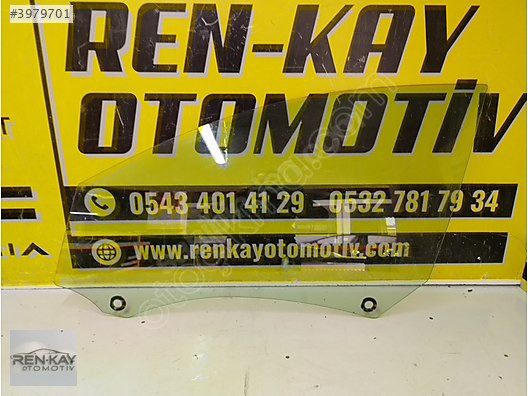 #3979701
REN-KAY
OTOMOTİV
0543 401 41 29 0532 781 79 34
www.renkayotomotiv.com
REN-KAY
OTOMOTİV